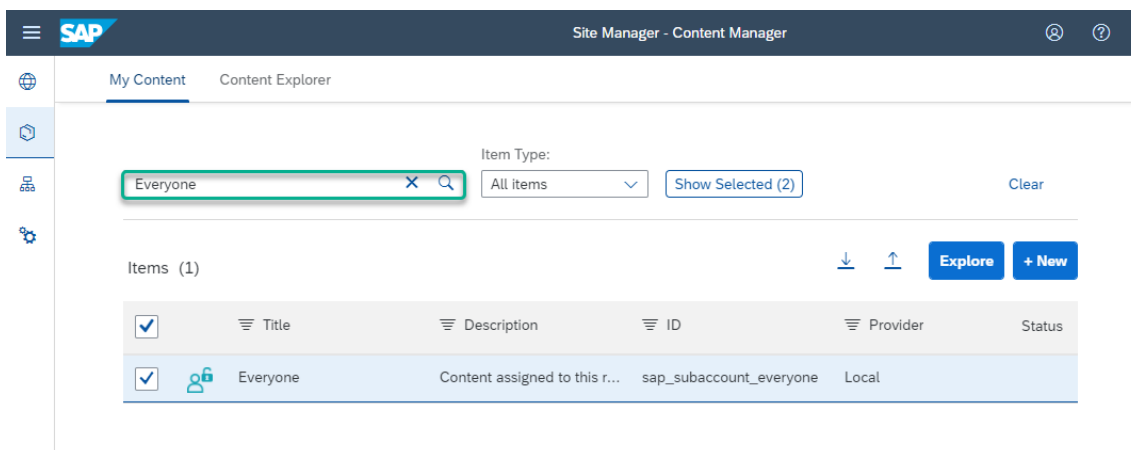 SAP Site Manager - Content Manager
My Content Content Explorer
Item Type:
Everyone All items Show Selected (2) Clear
Items (1) Explore + New
Title Description ID Provider Status
Everyone Content assigned to this r... sap_subaccount_everyone Local